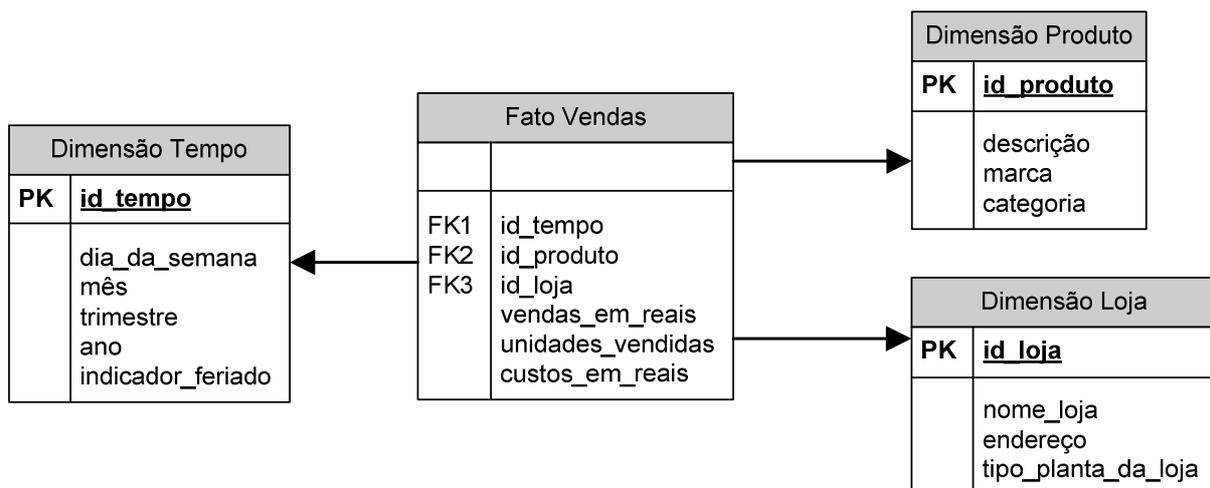 Dimensão Tempo
PK id_tempo
dia_da_semana
mês
trimestre
ano
indicador_feriado
Fato Vendas
FK1 id_tempo
FK2 id_produto
FK3 id_loja
vendas_em_reais
unidades_vendidas
custos_em_reais
Dimensão Produto
PK id_produto
descrição
marca
categoria
Dimensão Loja
PK id_loja
nome_loja
endereço
tipo_planta_da_loja